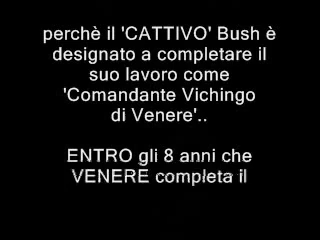 perchè il 'CATTIVO' Bush è
designato a completare il
suo lavoro come
'Comandante Vichingo
di Venere'..
ENTRO gli 8 anni che
VENERE completa il